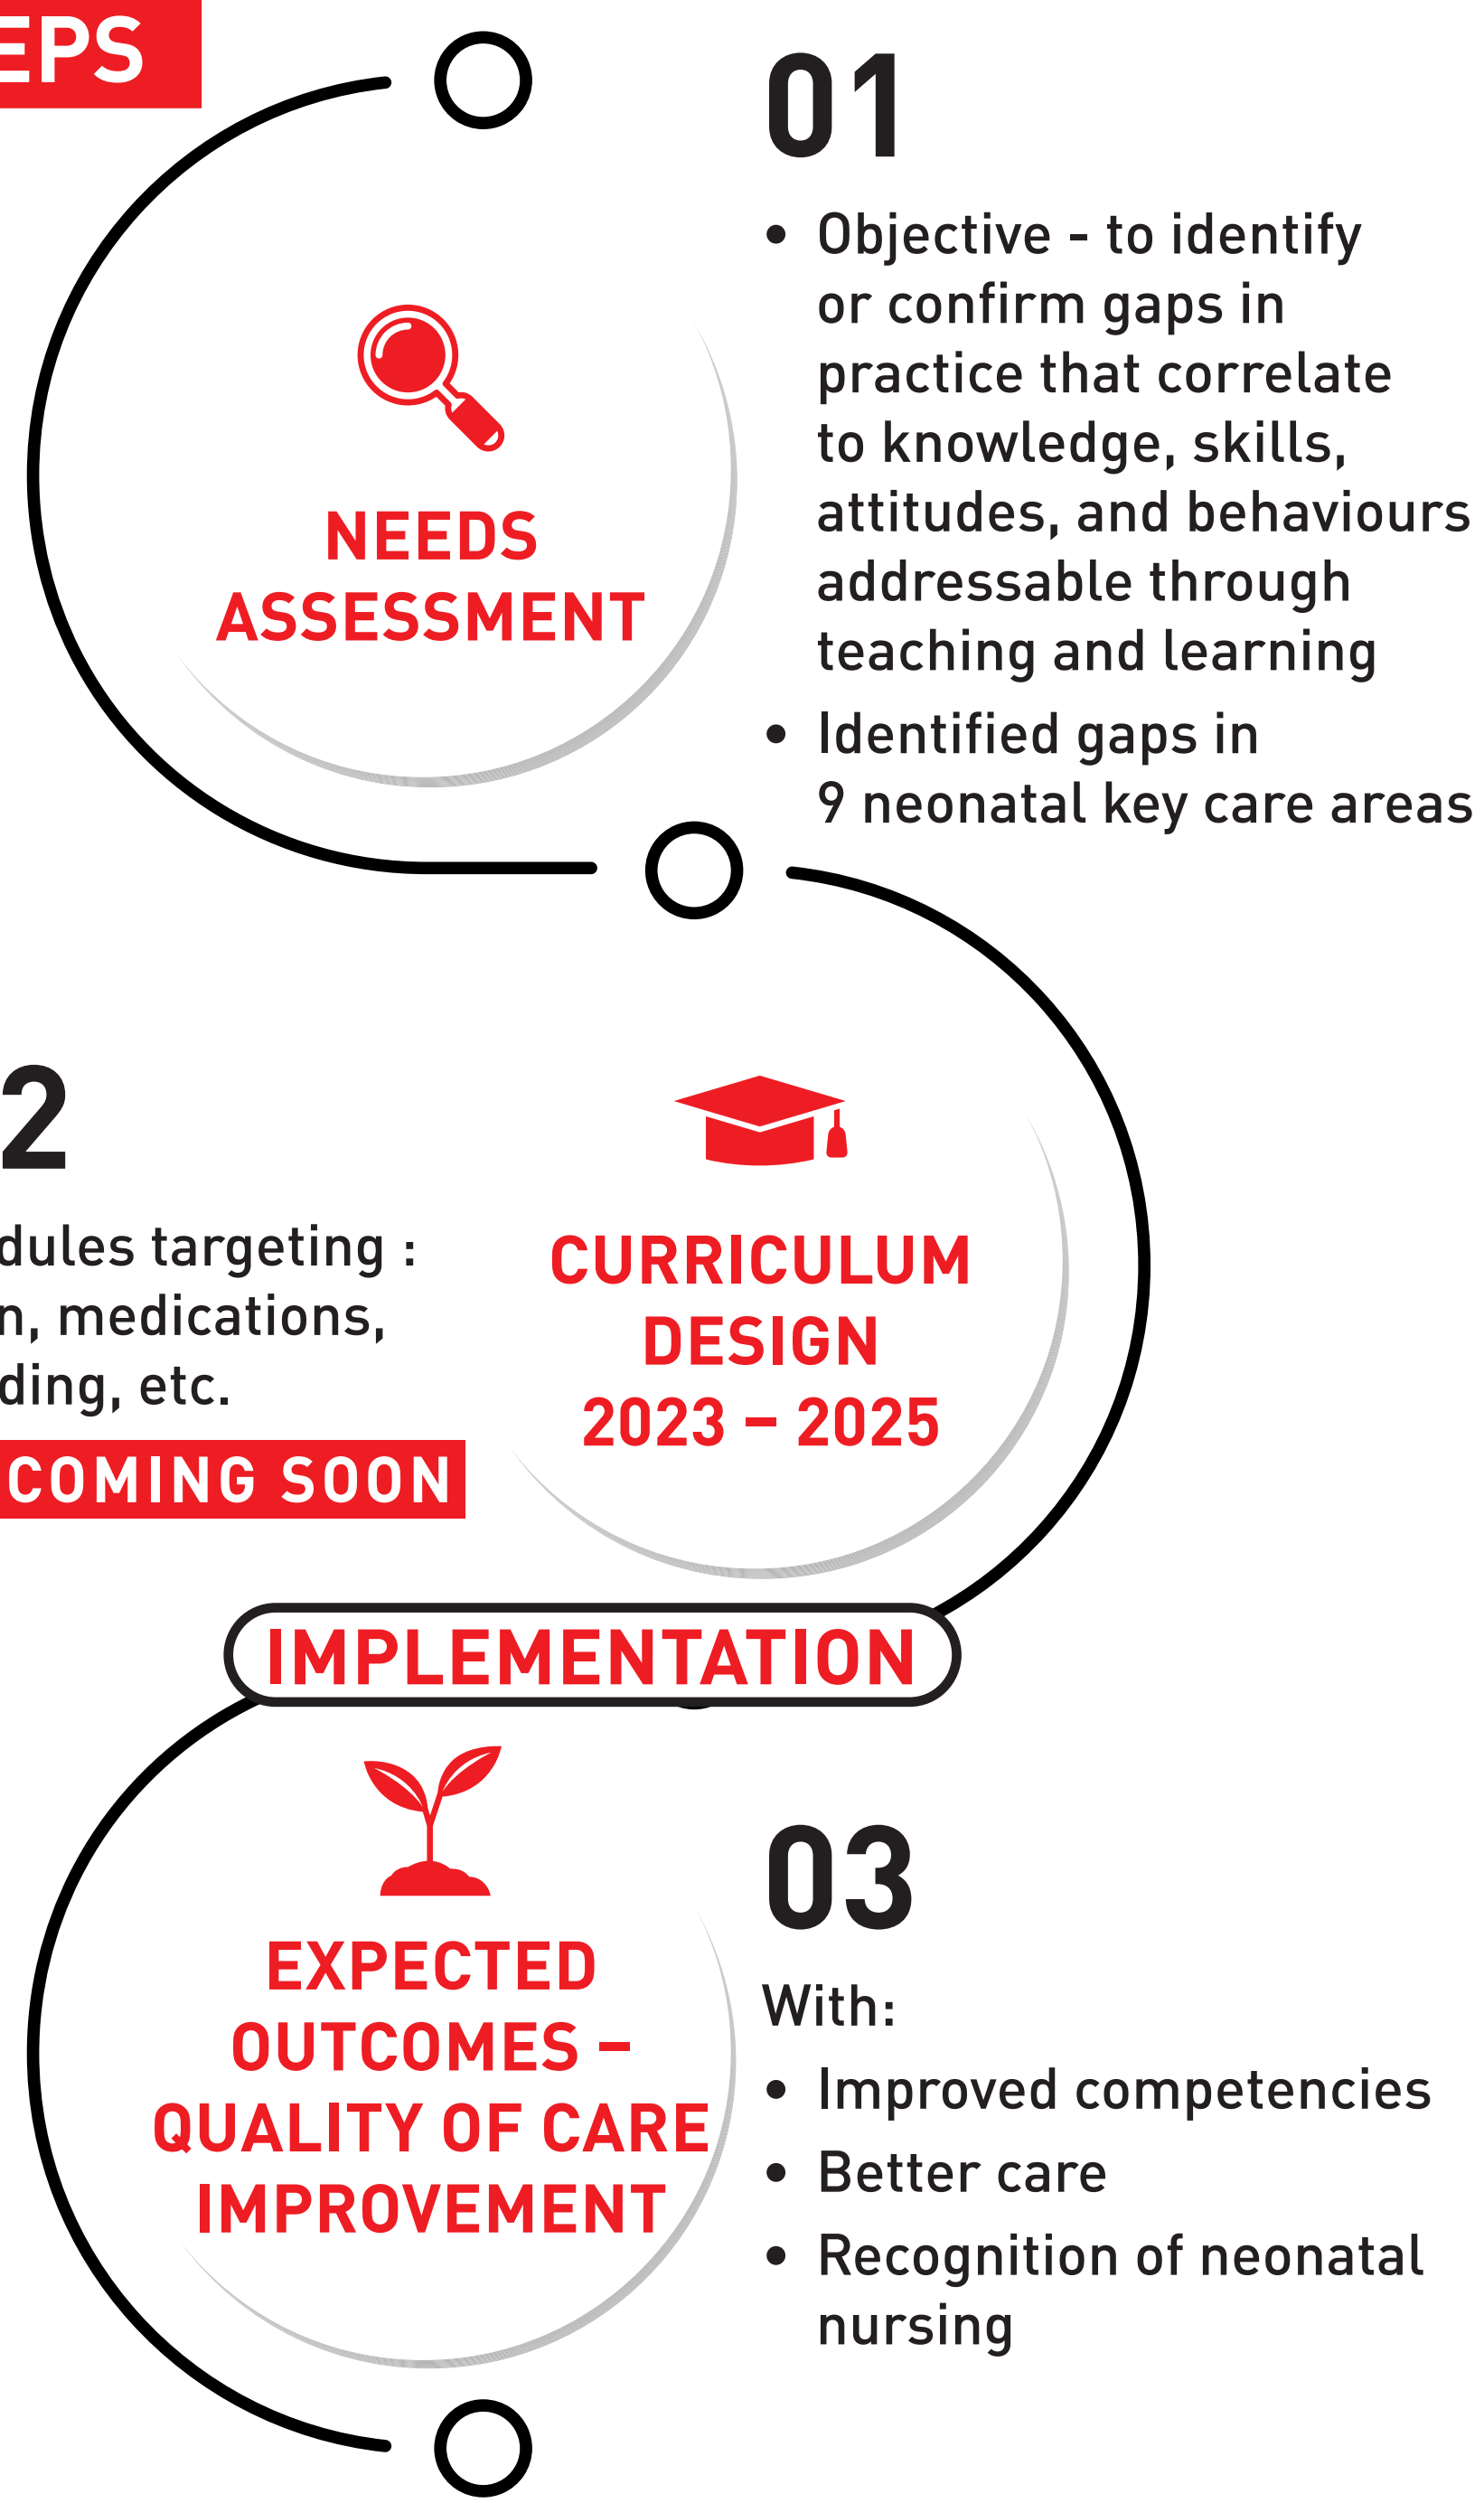 EPS
01
• Objective - to identify
or confirm gaps in
practice that correlate
to knowledge, skills,
attitudes, and behaviours
addressable through
teaching and learning
• Identified gaps in
9 neonatal key care areas
NEEDS
ASSESSMENT
2
dules targeting :
n, medications,
ding, etc.
COMING SOON
CURRICULUM
DESIGN
2023 – 2025
IMPLEMENTATION
EXPECTED
OUTCOMES –
QUALITY OF CARE
IMPROVEMENT
03
With:
• Improved competencies
• Better care
• Recognition of neonatal
nursing